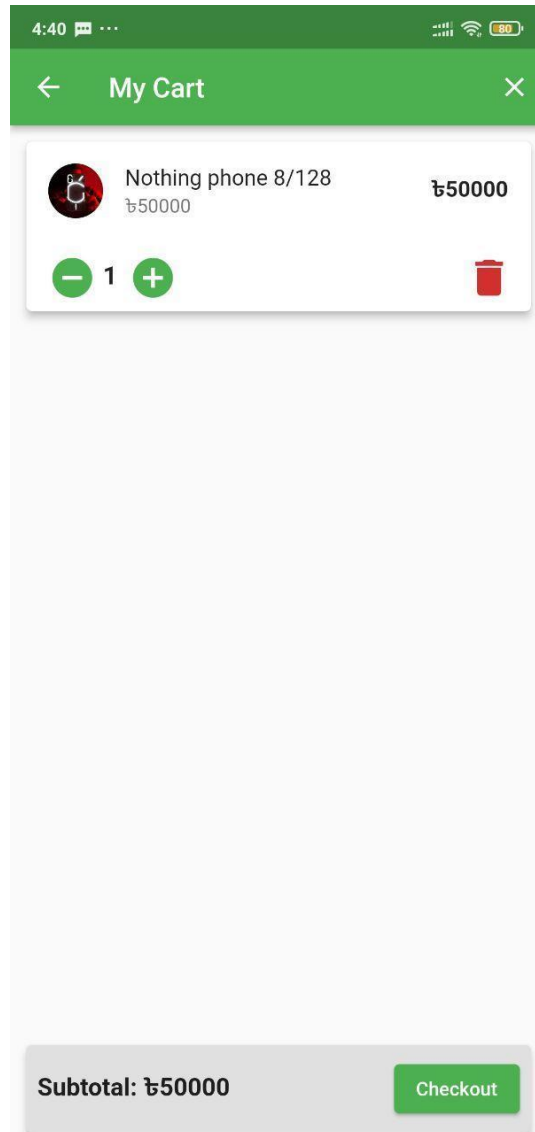 4:40
80
My Cart
Nothing phone 8/128
৳50000
৳50000
1
Subtotal: ৳50000
Checkout